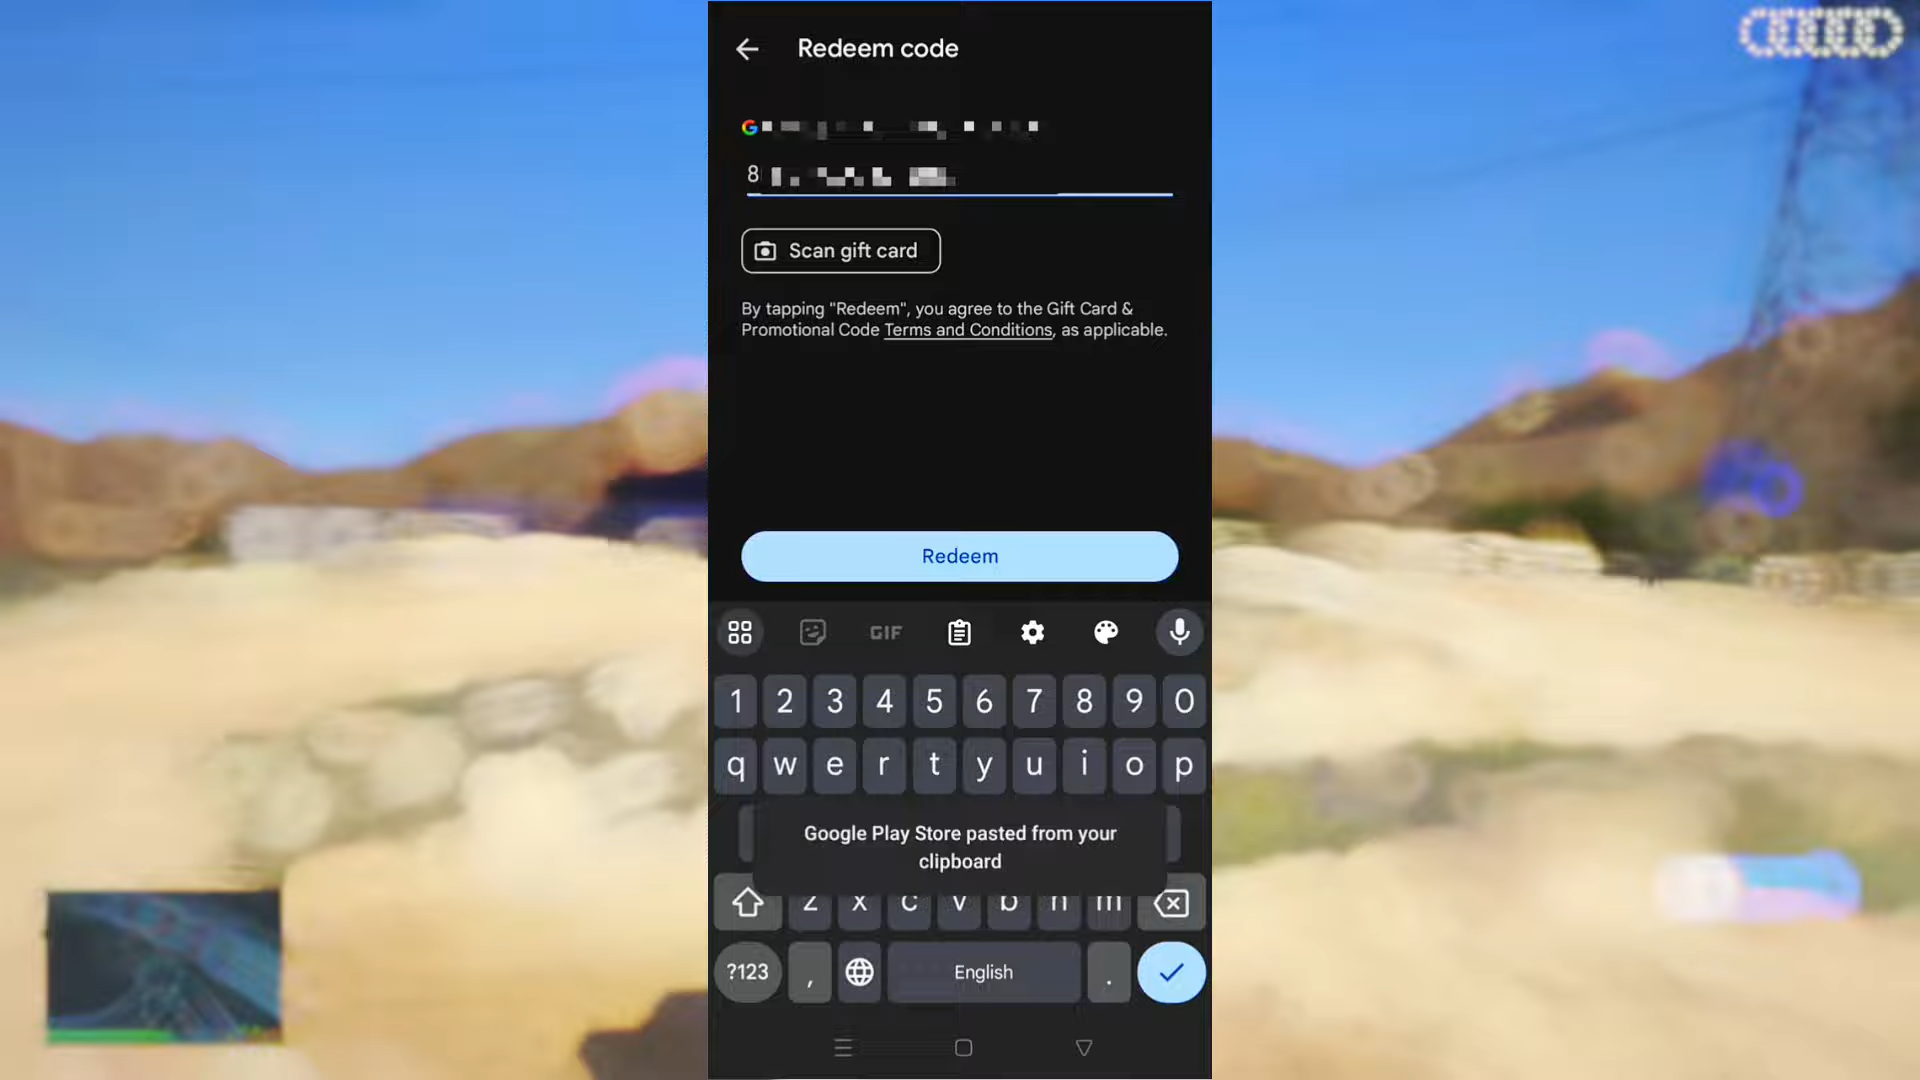 Redeem code
8
Scan gift card
By tapping "Redeem", you agree to the Gift Card &
Promotional Code Terms and Conditions, as applicable.
Redeem
GIF
1 2 3 4 5 6 7 8 9 0
q w e r t y u i o p
Google Play Store pasted from your
clipboard
z x c v b n m
?123 , English .